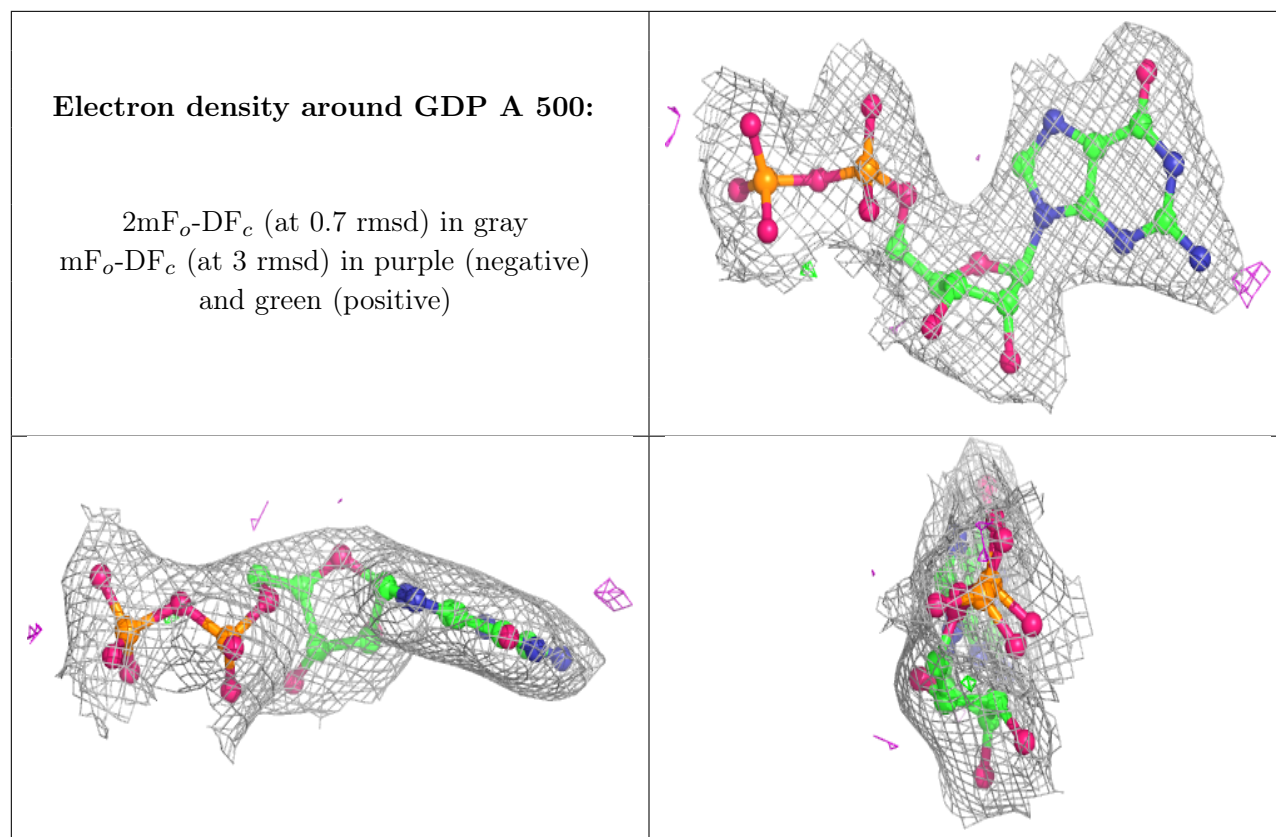 Electron density around GDP A 500:
2mFo-DFc (at 0.7 rmsd) in gray
mFo-DFc (at 3 rmsd) in purple (negative)
and green (positive)